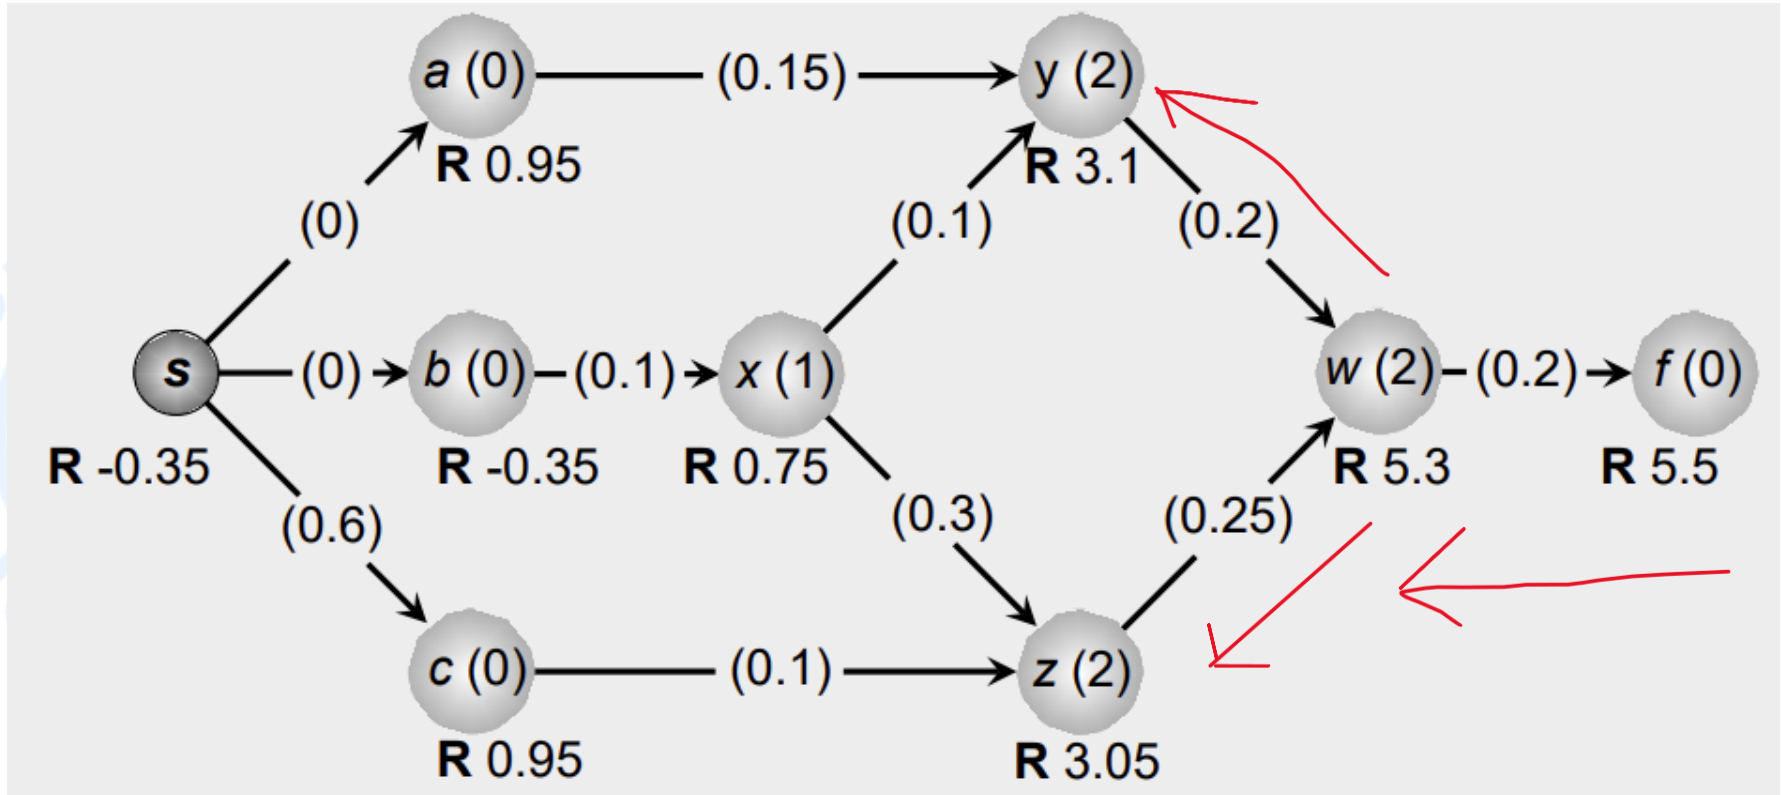 a (0)
(0.15)
y (2)
R 0.95
R 3.1
(0)
(0.1)
(0.2)
s
(0)
b (0)
(0.1)
x (1)
w (2)
(0.2)
f (0)
R -0.35
R -0.35
R 0.75
R 5.3
R 5.5
(0.6)
(0.3)
(0.25)
c (0)
(0.1)
z (2)
R 0.95
R 3.05